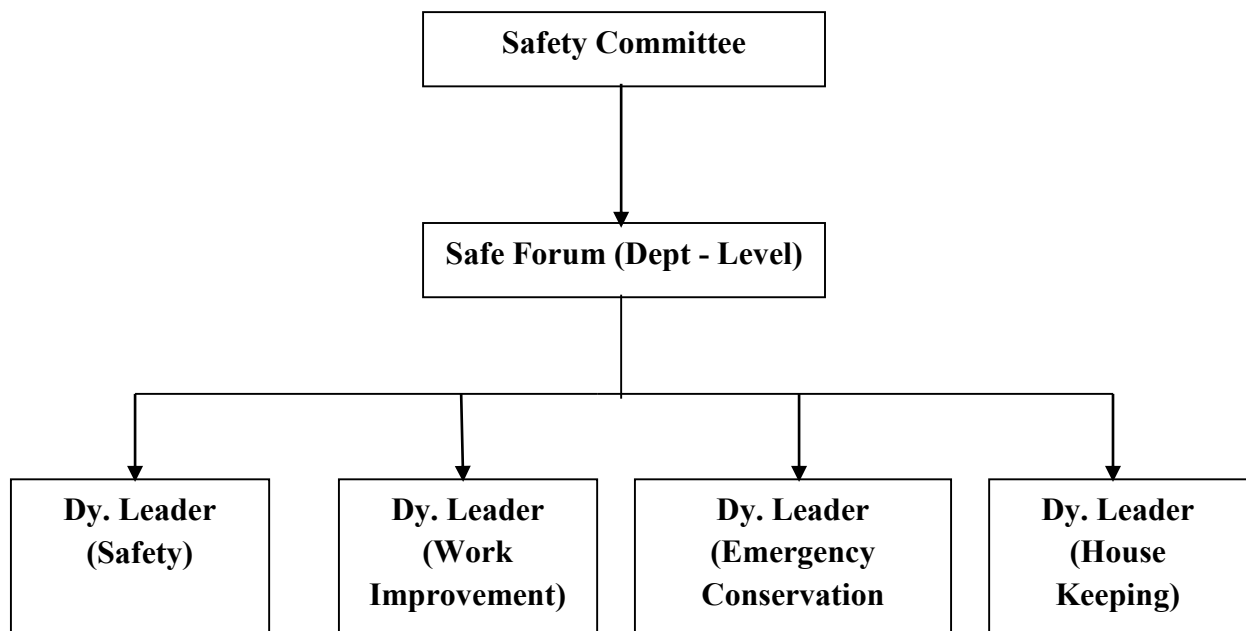 Safety Committee
Safe Forum (Dept - Level)
Dy. Leader
(Safety)
Dy. Leader
(Work
Improvement)
Dy. Leader
(Emergency
Conservation
Dy. Leader
(House
Keeping)